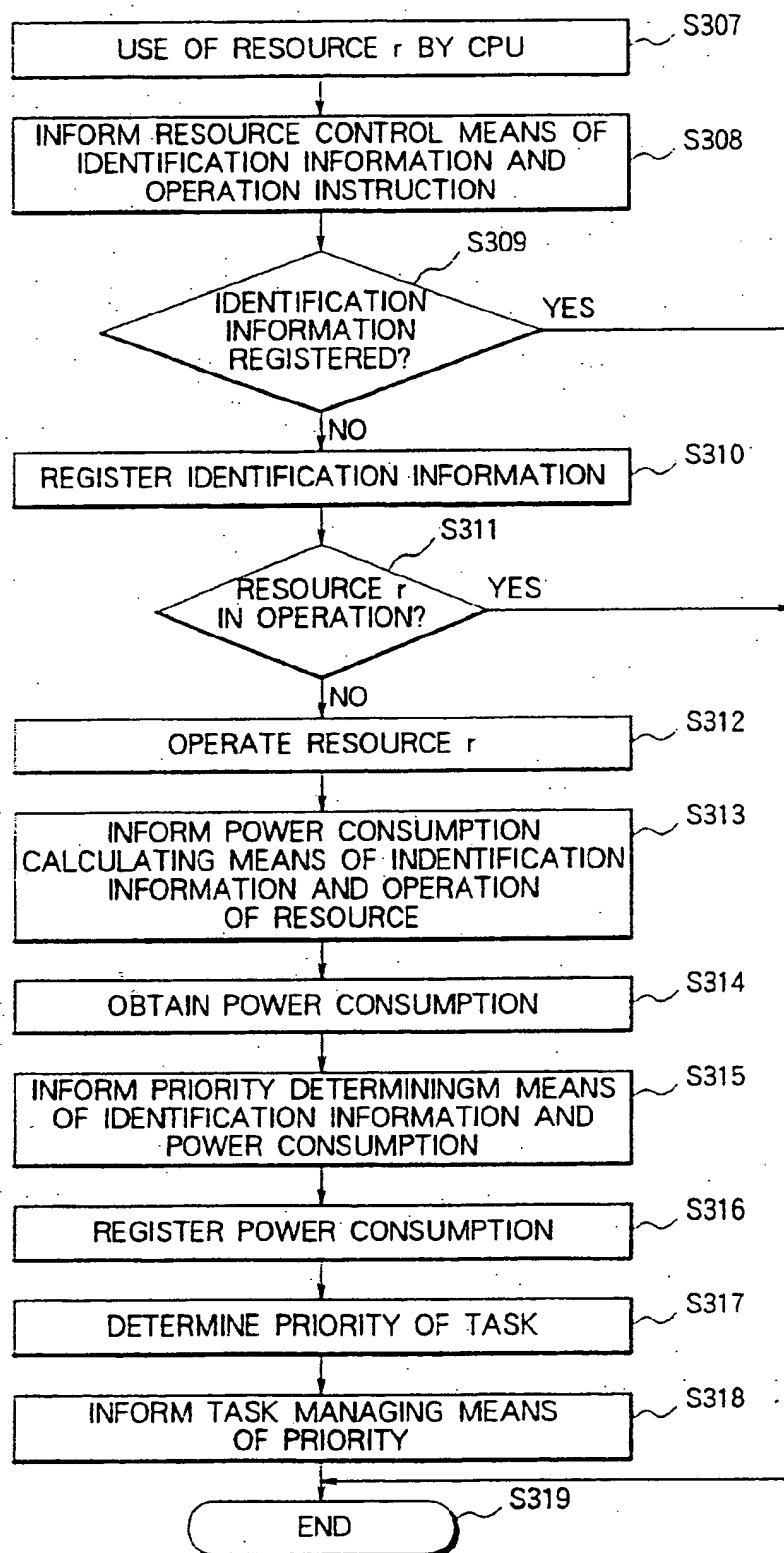 USE OF RESOURCE r BY CPU
S307
INFORM RESOURCE CONTROL MEANS OF
IDENTIFICATION INFORMATION AND
OPERATION INSTRUCTION
S308
S309
IDENTIFICATION
INFORMATION
REGISTERED?
YES
NO
REGISTER IDENTIFICATION INFORMATION
S310
S311
RESOURCE r
IN OPERATION?
YES
NO
OPERATE RESOURCE r
S312
INFORM POWER CONSUMPTION
CALCULATING MEANS OF INDENTIFICATION
INFORMATION AND OPERATION
OF RESOURCE
S313
OBTAIN POWER CONSUMPTION
S314
INFORM PRIORITY DETERMININGM MEANS
OF IDENTIFICATION INFORMATION AND
POWER CONSUMPTION
S315
REGISTER POWER CONSUMPTION
S316
DETERMINE PRIORITY OF TASK
S317
INFORM TASK MANAGING MEANS
OF PRIORITY
S318
END
S319